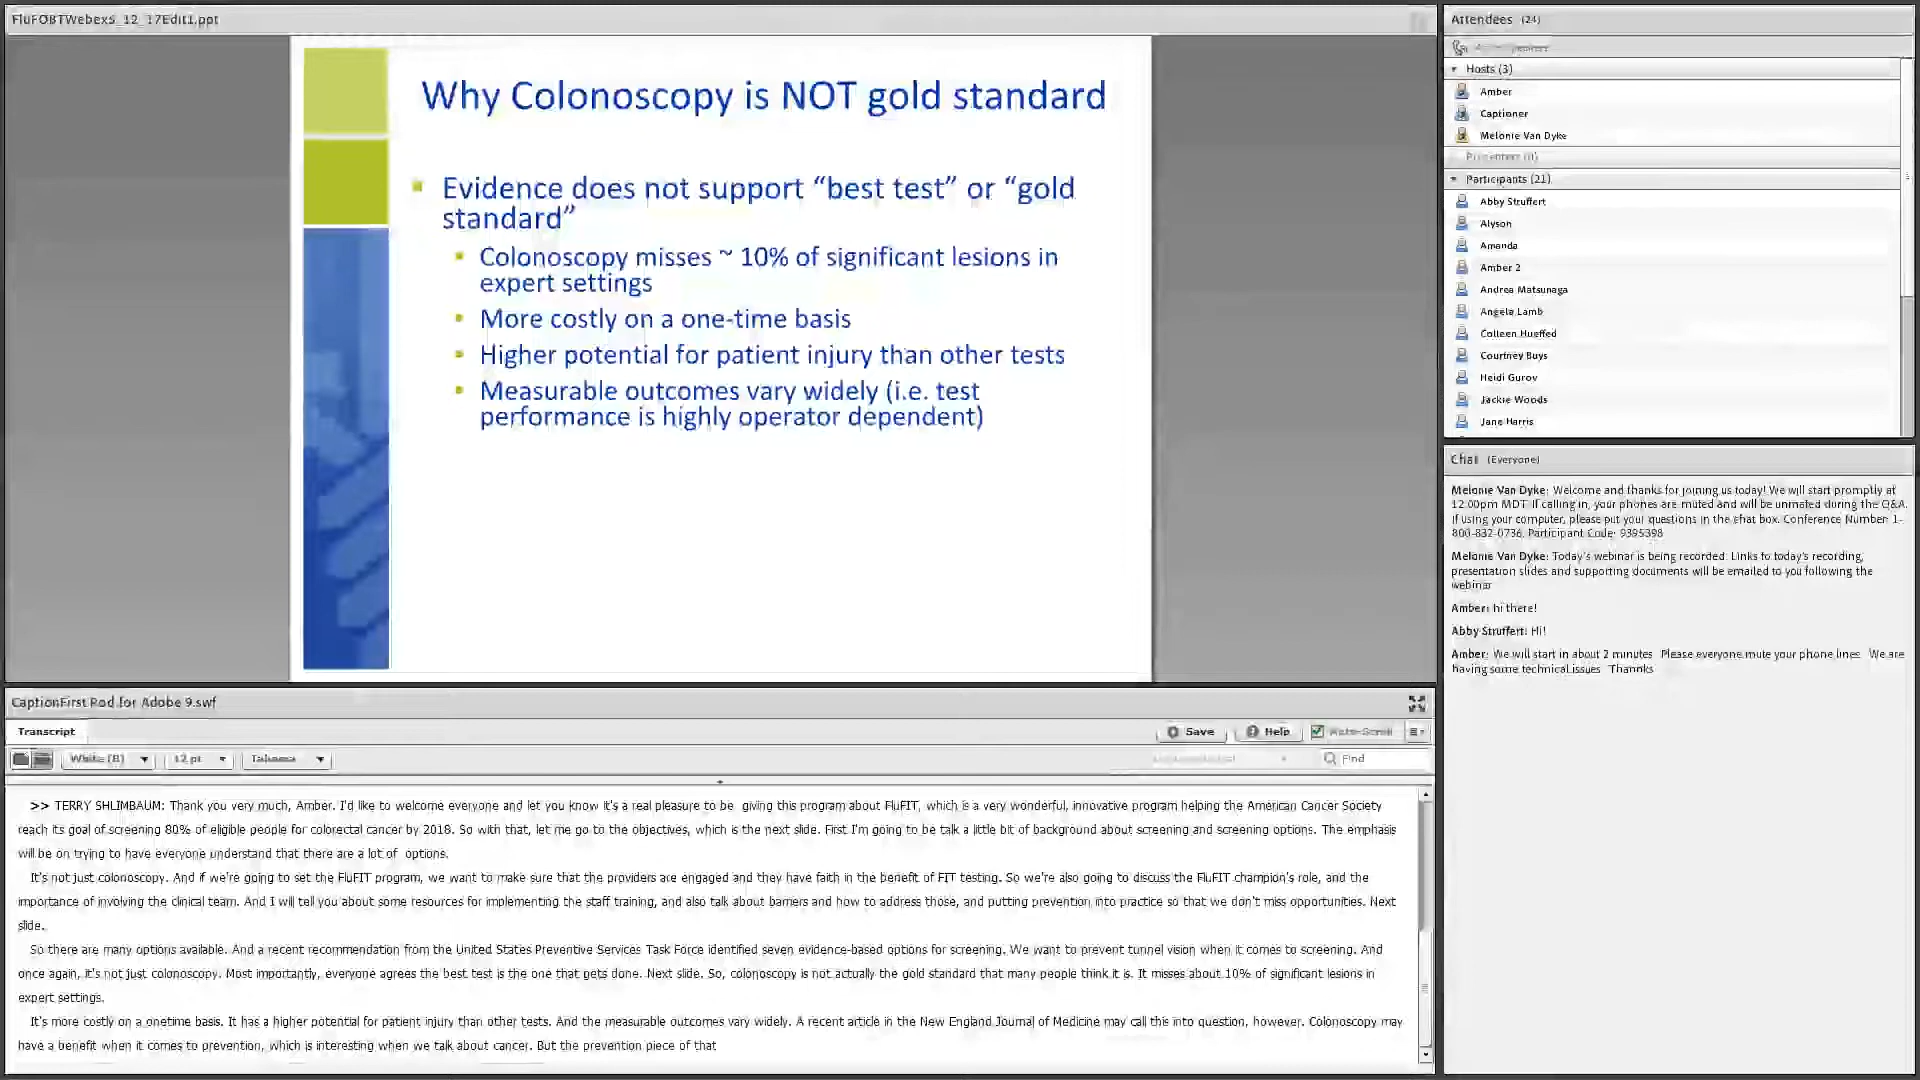 FluFOBTWebexs_12_17Edit1.ppt
Why Colonoscopy is NOT gold standard
Evidence does not support “best test” or “gold
standard”
Colonoscopy misses ~ 10% of significant lesions in
expert settings
More costly on a one-time basis
Higher potential for patient injury than other tests
Measurable outcomes vary widely (i.e. test
performance is highly operator dependent)
CaptionFirst Pod for Adobe 9.swf
Transcript
Save
Help
Auto-Scroll
White (B)
12 pt
Tahoma
Find
>> TERRY SHLIMBAUM: Thank you very much, Amber. I'd like to welcome everyone and let you know it's a real pleasure to be giving this program about FluFIT, which is a very wonderful, innovative program helping the American Cancer Society
reach its goal of screening 80% of eligible people for colorectal cancer by 2018. So with that, let me go to the objectives, which is the next slide. First I'm going to be talk a little bit of background about screening and screening options. The emphasis
will be on trying to have everyone understand that there are a lot of options.
It's not just colonoscopy. And if we're going to set the FluFIT program, we want to make sure that the providers are engaged and they have faith in the benefit of FIT testing. So we're also going to discuss the FluFIT champion's role, and the
importance of involving the clinical team. And I will tell you about some resources for implementing the staff training, and also talk about barriers and how to address those, and putting prevention into practice so that we don't miss opportunities. Next
slide.
So there are many options available. And a recent recommendation from the United States Preventive Services Task Force identified seven evidence-based options for screening. We want to prevent tunnel vision when it comes to screening. And
once again, it's not just colonoscopy. Most importantly, everyone agrees the best test is the one that gets done. Next slide. So, colonoscopy is not actually the gold standard that many people think it is. It misses about 10% of significant lesions in
expert settings.
It's more costly on a onetime basis. It has a higher potential for patient injury than other tests. And the measurable outcomes vary widely. A recent article in the New England Journal of Medicine may call this into question, however. Colonoscopy may
have a benefit when it comes to prevention, which is interesting when we talk about cancer. But the prevention piece of that
Attendees (24)
Hosts (3)
Amber
Captioner
Melonie Van Dyke
Presenters (0)
Participants (21)
Abby Struffert
Alyson
Amanda
Amber 2
Andrea Matsunaga
Angela Lamb
Colleen Hueffed
Courtney Buys
Heidi Gurov
Jackie Woods
Jane Harris
Chat (Everyone)
Melonie Van Dyke: Welcome and thanks for joining us today! We will start promptly at
12:00pm MDT. If calling in, your phones are muted and will be unmuted during the Q&A.
If using your computer, please put your questions in the chat box. Conference Number: 1-
800-832-0736, Participant Code: 9395398
Melonie Van Dyke: Today's webinar is being recorded. Links to today's recording,
presentation slides and supporting documents will be emailed to you following the
webinar
Amber: hi there!
Abby Struffert: Hi!
Amber: We will start in about 2 minutes Please everyone mute your phone lines We are
having some technical issues Thannks